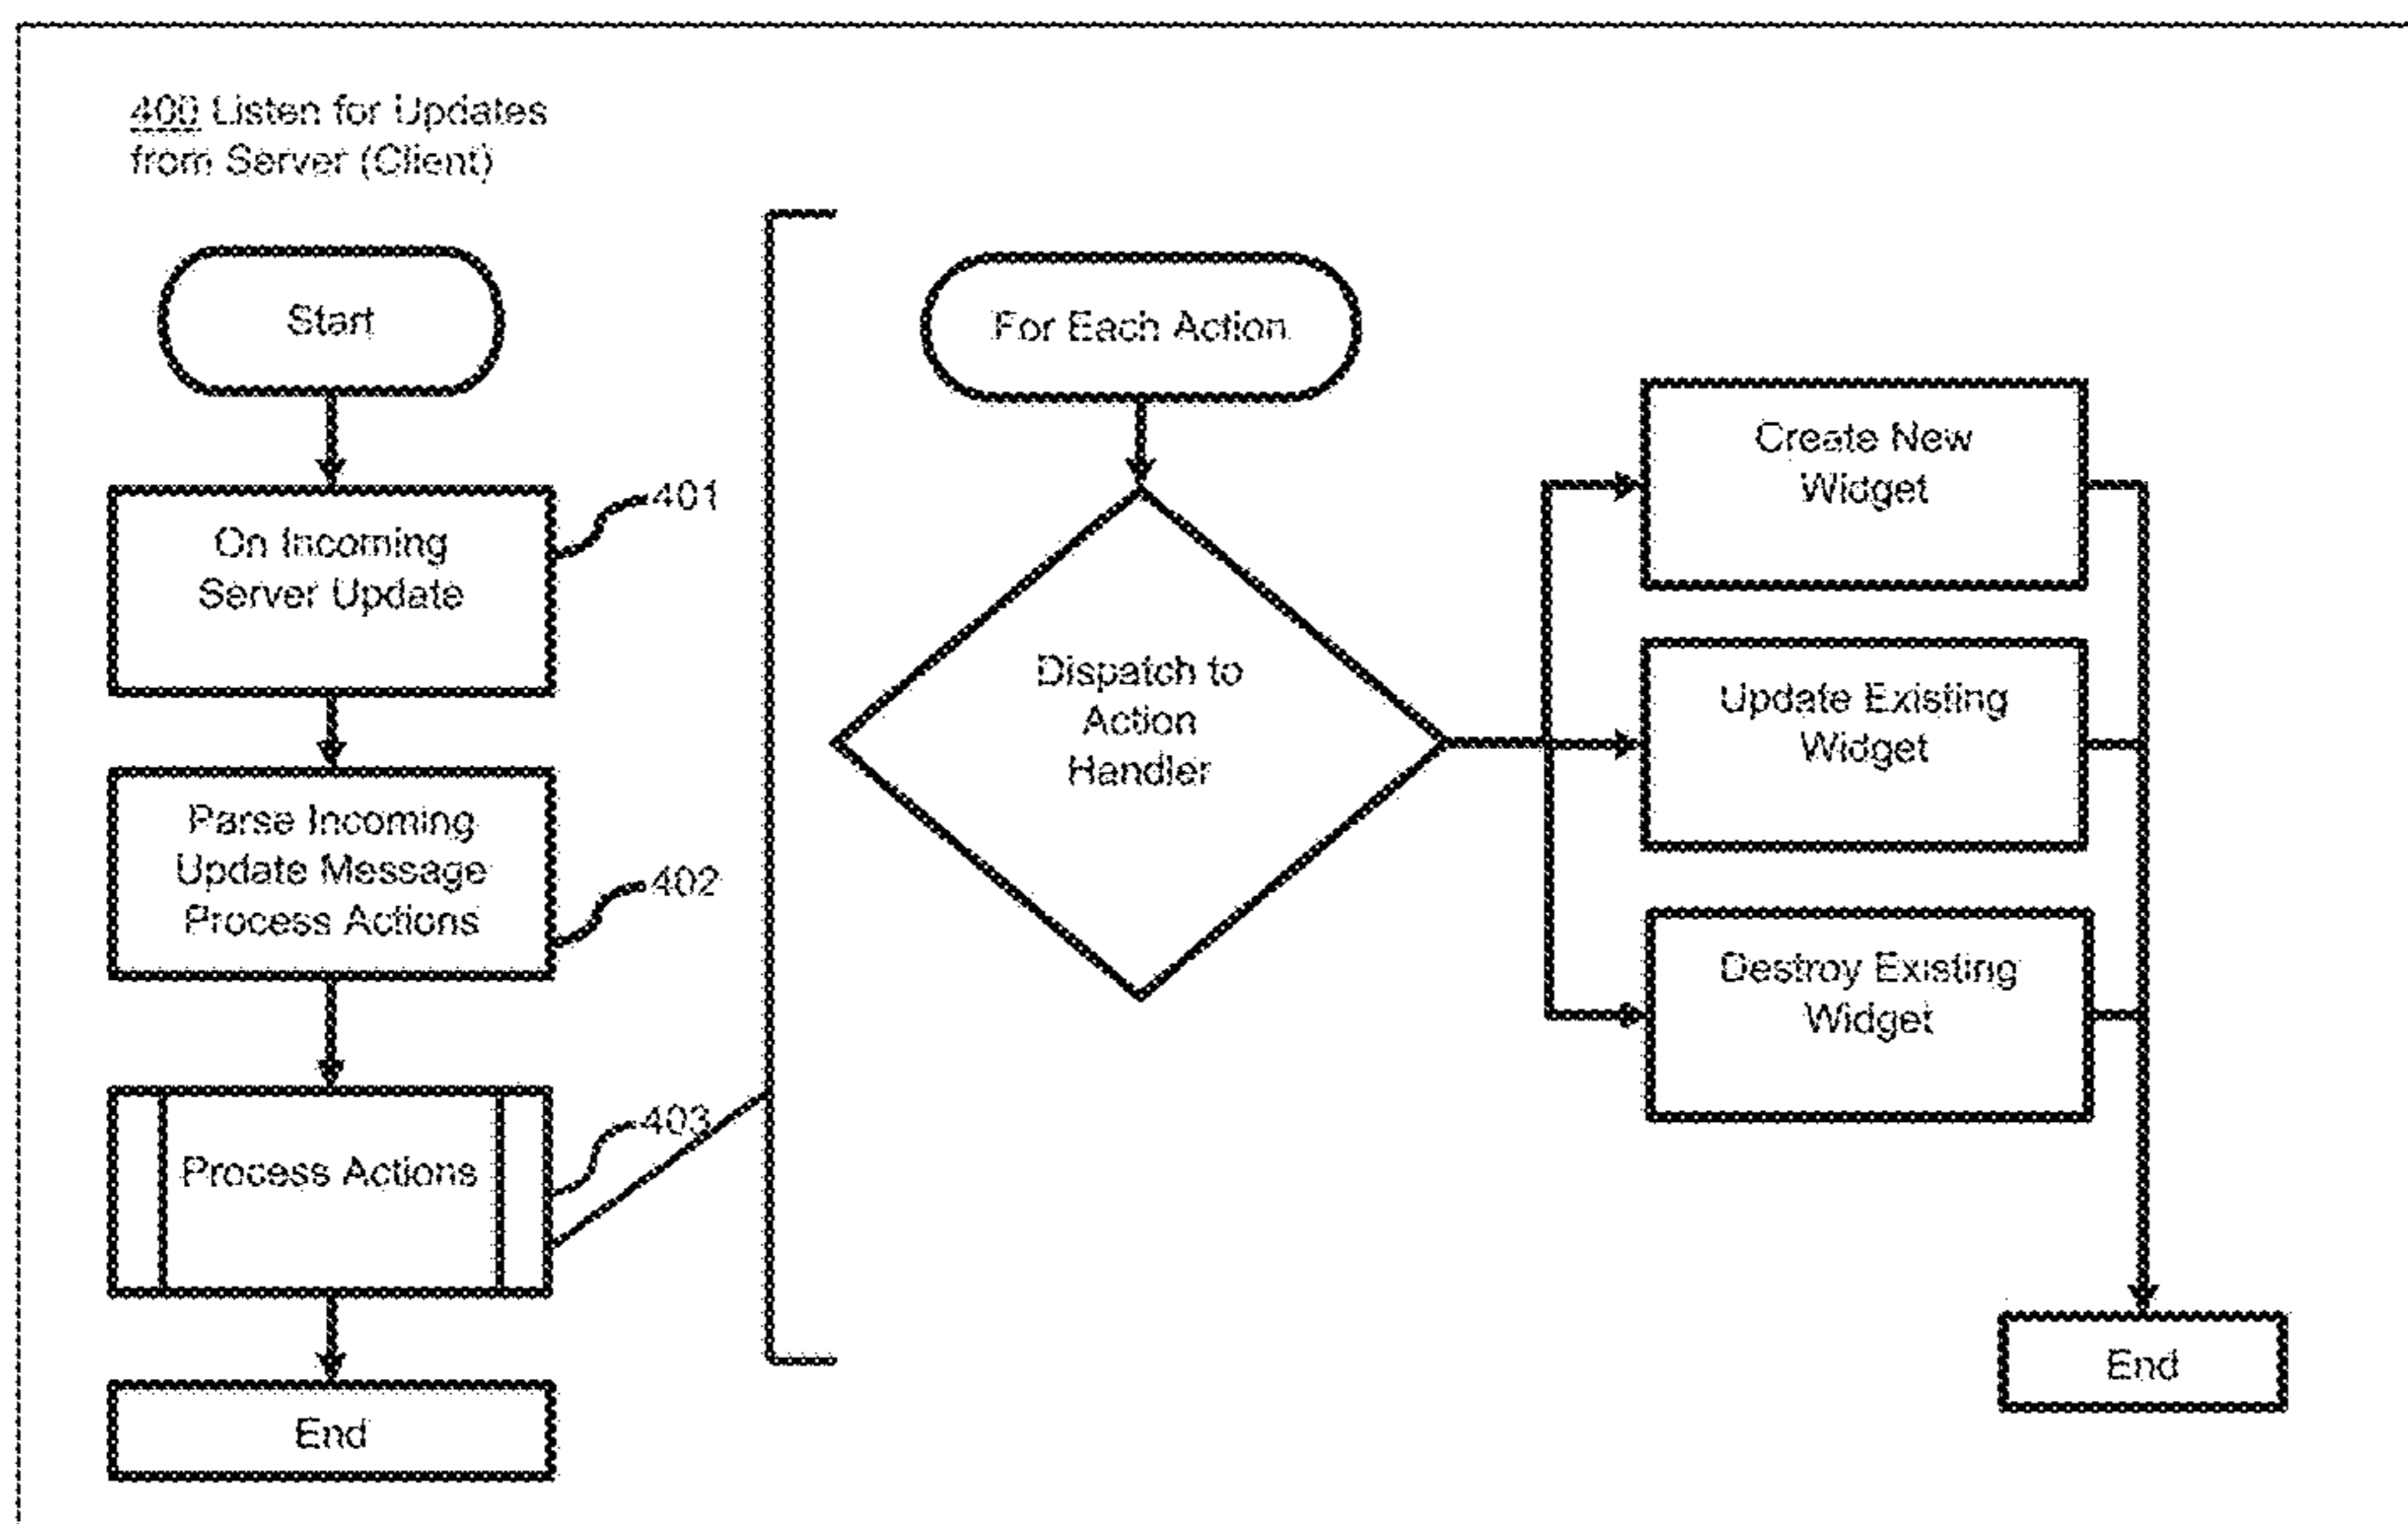 400 Listen for Updates
from Server (Client)
Start
On Incoming
Server Update
401
Parse Incoming
Update Message
Process Actions
402
Process Actions
403
End
For Each Action
Dispatch to
Action
Handler
Create New
Widget
Update Existing
Widget
Destroy Existing
Widget
End